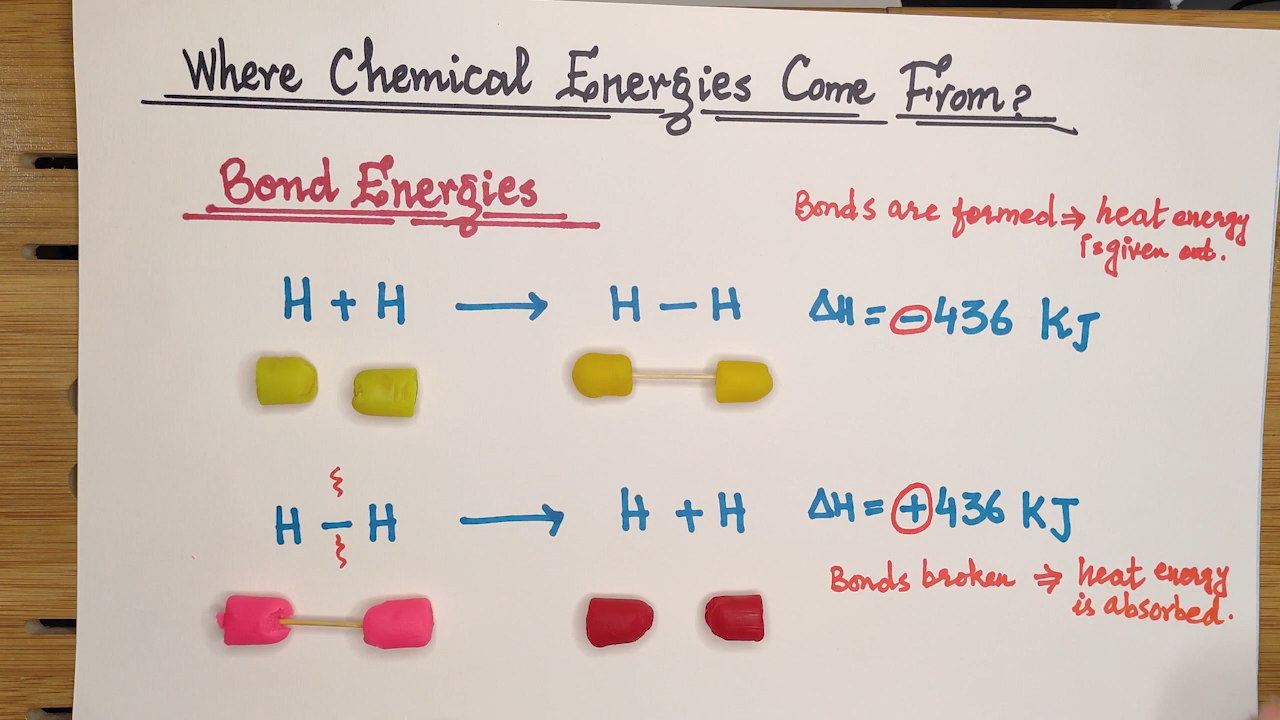 Where Chemical Energies Come From?
Bond Energies
Bonds are formed ⇒ heat energy
is given out.
H + H ⟶ H — H ΔH = -436 KJ
H — H ⟶ H + H ΔH = +436 KJ
Bonds broken ⇒ heat energy
is absorbed.